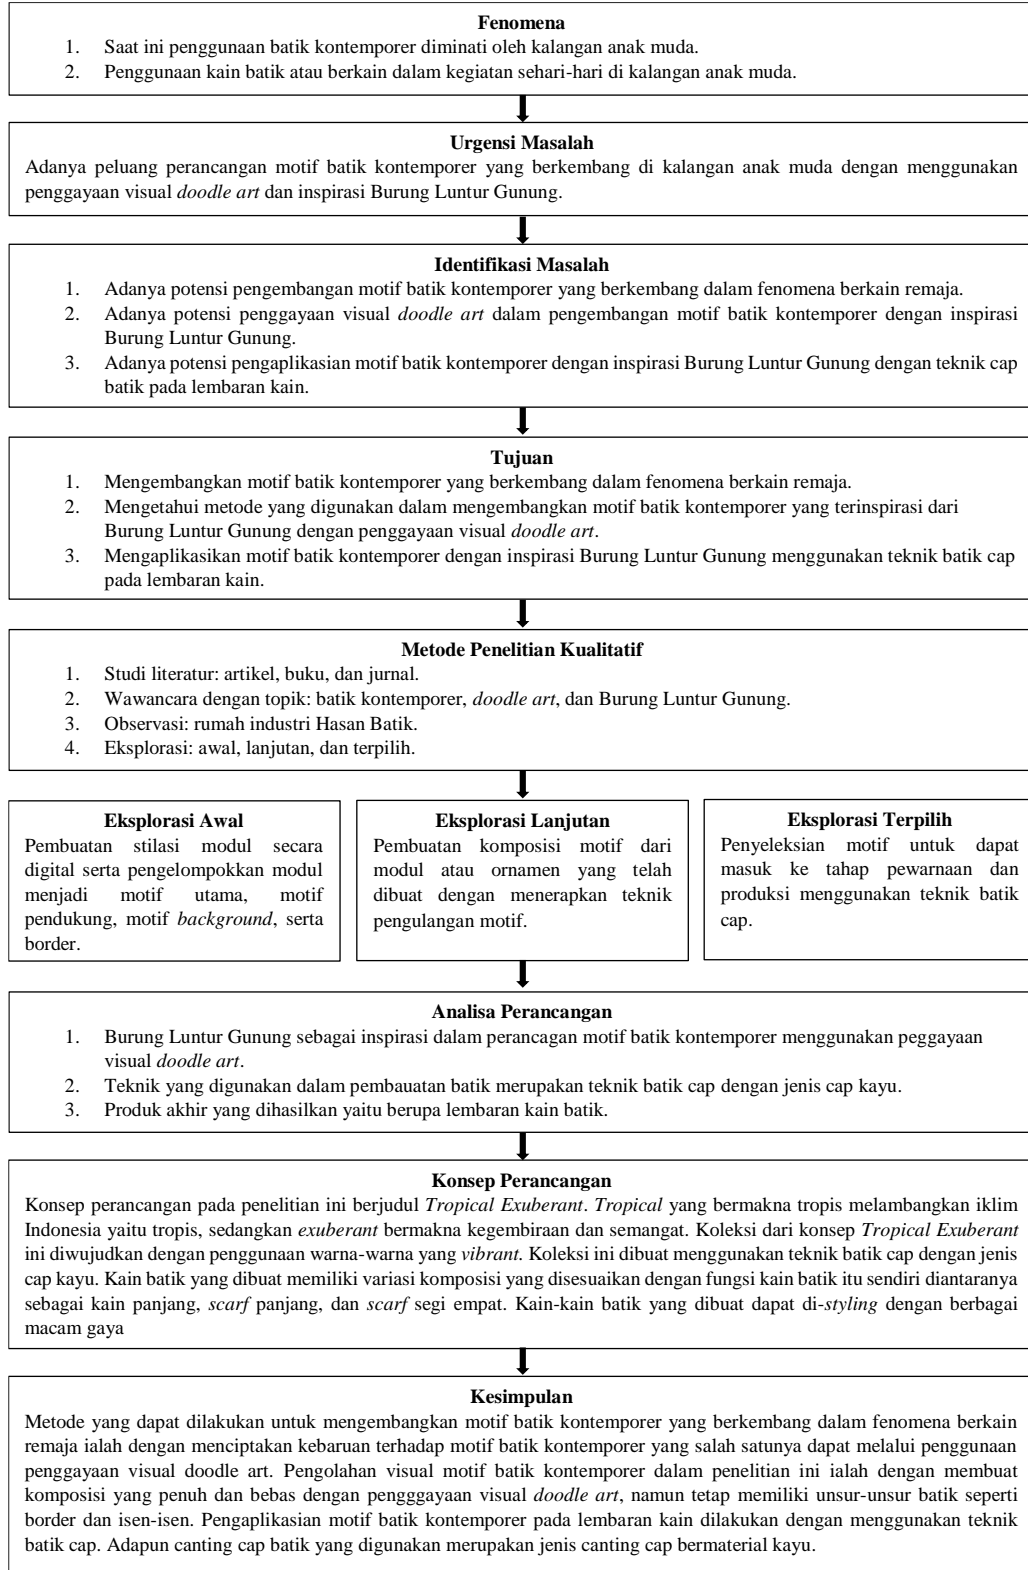 Fenomena
1. Saat ini penggunaan batik kontemporer diminati oleh kalangan anak muda.
2. Penggunaan kain batik atau berkain dalam kegiatan sehari-hari di kalangan anak muda.
Urgensi Masalah
Adanya peluang perancangan motif batik kontemporer yang berkembang di kalangan anak muda dengan menggunakan
penggayaan visual doodle art dan inspirasi Burung Luntur Gunung.
Identifikasi Masalah
1. Adanya potensi pengembangan motif batik kontemporer yang berkembang dalam fenomena berkain remaja.
2. Adanya potensi penggayaan visual doodle art dalam pengembangan motif batik kontemporer dengan inspirasi
Burung Luntur Gunung.
3. Adanya potensi pengaplikasian motif batik kontemporer dengan inspirasi Burung Luntur Gunung dengan teknik cap
batik pada lembaran kain.
Tujuan
1. Mengembangkan motif batik kontemporer yang berkembang dalam fenomena berkain remaja.
2. Mengetahui metode yang digunakan dalam mengembangkan motif batik kontemporer yang terinspirasi dari
Burung Luntur Gunung dengan penggayaan visual doodle art.
3. Mengaplikasikan motif batik kontemporer dengan inspirasi Burung Luntur Gunung menggunakan teknik batik cap
pada lembaran kain.
Metode Penelitian Kualitatif
1. Studi literatur: artikel, buku, dan jurnal.
2. Wawancara dengan topik: batik kontemporer, doodle art, dan Burung Luntur Gunung.
3. Observasi: rumah industri Hasan Batik.
4. Eksplorasi: awal, lanjutan, dan terpilih.
Eksplorasi Awal
Pembuatan stilasi modul secara
digital serta pengelompokkan modul
menjadi motif utama, motif
pendukung, motif background, serta
border.
Eksplorasi Lanjutan
Pembuatan komposisi motif dari
modul atau ornamen yang telah
dibuat dengan menerapkan teknik
pengulangan motif.
Eksplorasi Terpilih
Penyeleksian motif untuk dapat
masuk ke tahap pewarnaan dan
produksi menggunakan teknik batik
cap.
Analisa Perancangan
1. Burung Luntur Gunung sebagai inspirasi dalam perancagan motif batik kontemporer menggunakan peggayaan
visual doodle art.
2. Teknik yang digunakan dalam pembauatan batik merupakan teknik batik cap dengan jenis cap kayu.
3. Produk akhir yang dihasilkan yaitu berupa lembaran kain batik.
Konsep Perancangan
Konsep perancangan pada penelitian ini berjudul Tropical Exuberant. Tropical yang bermakna tropis melambangkan iklim
Indonesia yaitu tropis, sedangkan exuberant bermakna kegembiraan dan semangat. Koleksi dari konsep Tropical Exuberant
ini diwujudkan dengan penggunaan warna-warna yang vibrant. Koleksi ini dibuat menggunakan teknik batik cap dengan jenis
cap kayu. Kain batik yang dibuat memiliki variasi komposisi yang disesuaikan dengan fungsi kain batik itu sendiri diantaranya
sebagai kain panjang, scarf panjang, dan scarf segi empat. Kain-kain batik yang dibuat dapat di-styling dengan berbagai
macam gaya
Kesimpulan
Metode yang dapat dilakukan untuk mengembangkan motif batik kontemporer yang berkembang dalam fenomena berkain
remaja ialah dengan menciptakan kebaruan terhadap motif batik kontemporer yang salah satunya dapat melalui penggunaan
penggayaan visual doodle art. Pengolahan visual motif batik kontemporer dalam penelitian ini ialah dengan membuat
komposisi yang penuh dan bebas dengan pengggayaan visual doodle art, namun tetap memiliki unsur-unsur batik seperti
border dan isen-isen. Pengaplikasian motif batik kontemporer pada lembaran kain dilakukan dengan menggunakan teknik
batik cap. Adapun canting cap batik yang digunakan merupakan jenis canting cap bermaterial kayu.